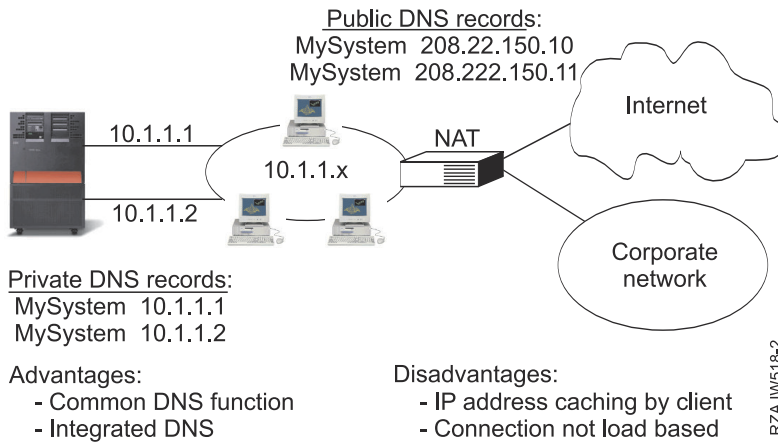 Public DNS records:
MySystem 208.22.150.10
MySystem 208.222.150.11
Internet
NAT
10.1.1.1
10.1.1.x
10.1.1.2
Corporate
network
Private DNS records:
MySystem 10.1.1.1
MySystem 10.1.1.2
Advantages:
- Common DNS function
- Integrated DNS
Disadvantages:
- IP address caching by client
- Connection not load based
RZAJW518-2